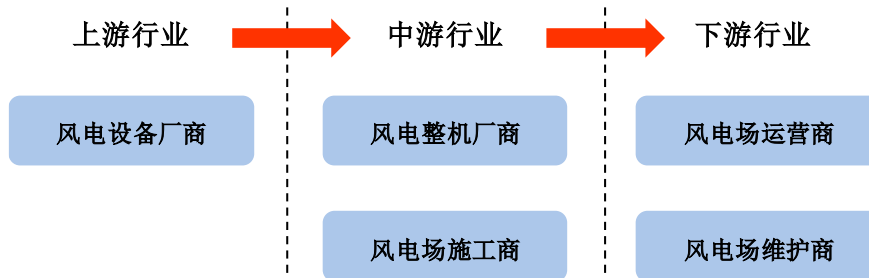 上游行业
中游行业
下游行业
风电设备厂商
风电整机厂商
风电场运营商
风电场施工商
风电场维护商